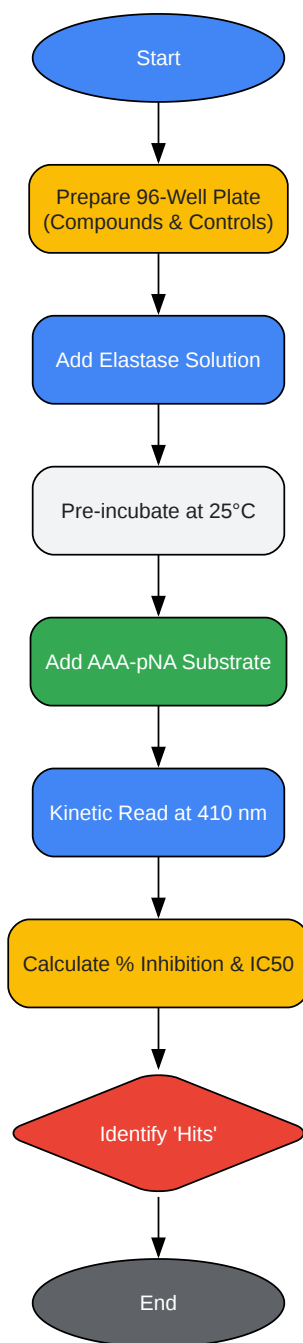 Start
Prepare 96-Well Plate
(Compounds & Controls)
Add Elastase Solution
Pre-incubate at 25°C
Add AAA-pNA Substrate
Kinetic Read at 410 nm
Calculate % Inhibition & IC50
Identify 'Hits'
End